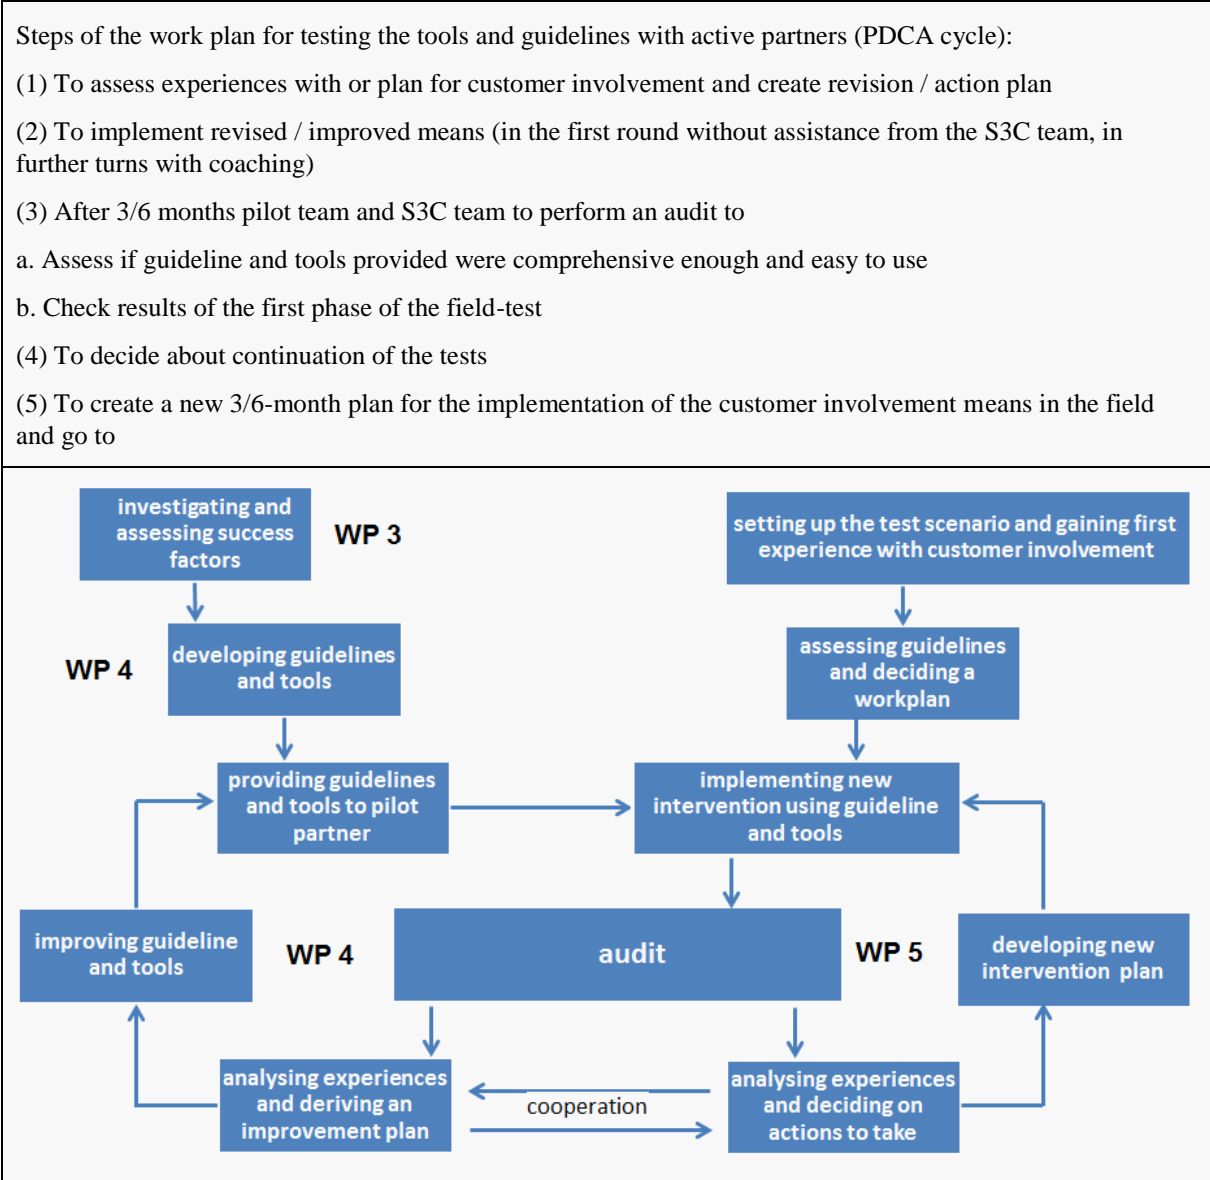 Steps of the work plan for testing the tools and guidelines with active partners (PDCA cycle):
(1) To assess experiences with or plan for customer involvement and create revision / action plan
(2) To implement revised / improved means (in the first round without assistance from the S3C team, in
further turns with coaching)
(3) After 3/6 months pilot team and S3C team to perform an audit to
a. Assess if guideline and tools provided were comprehensive enough and easy to use
b. Check results of the first phase of the field-test
(4) To decide about continuation of the tests
(5) To create a new 3/6-month plan for the implementation of the customer involvement means in the field
and go to
investigating and
assessing success
factors
WP 3
setting up the test scenario and gaining first
experience with customer involvement
WP 4
developing guidelines
and tools
assessing guidelines
and deciding a
workplan
providing guidelines
and tools to pilot
partner
implementing new
intervention using guideline
and tools
improving guideline
and tools
WP 4
audit
WP 5
developing new
intervention plan
analysing experiences
and deriving an
improvement plan
cooperation
analysing experiences
and deciding on
actions to take